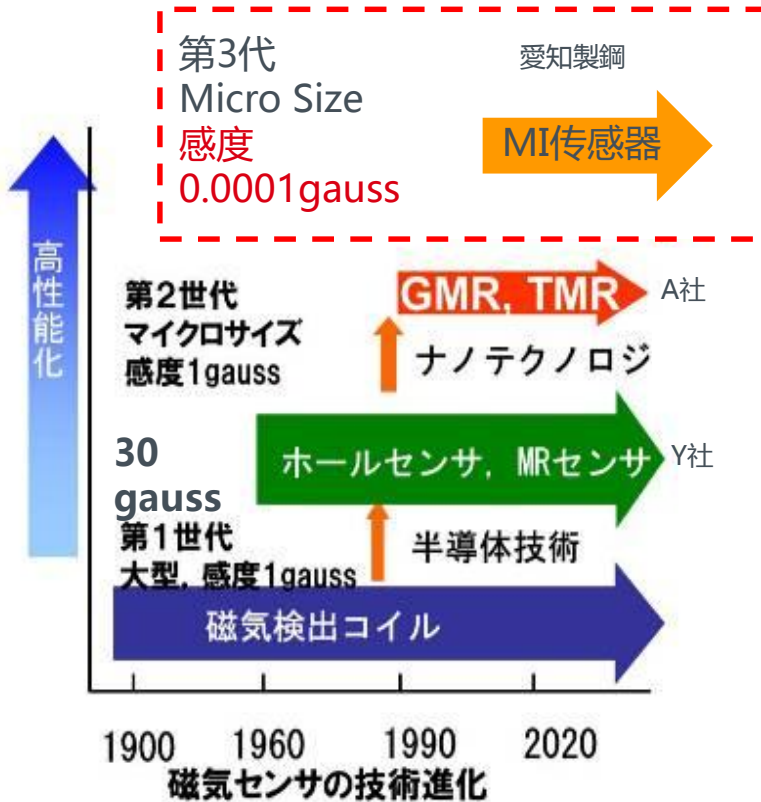 第3代
Micro Size
感度
0.0001gauss
愛知製鋼
MI传感器
高性能化
第2世代
マイクロサイズ
感度1gauss
GMR, TMR
A社
ナノテクノロジ
30
gauss
ホールセンサ, MRセンサ
Y社
第1世代
大型, 感度1gauss
半導体技術
磁気検出コイル
1900 1960 1990 2020
磁気センサの技術進化